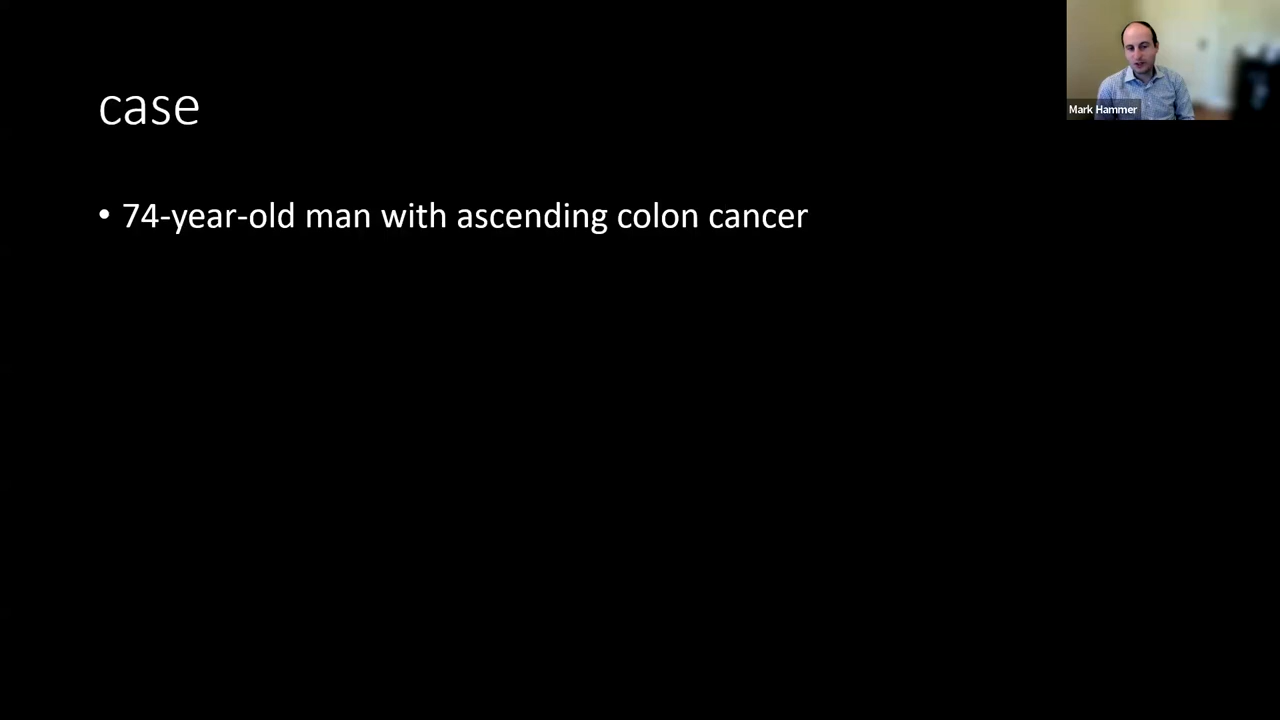 case
• 74-year-old man with ascending colon cancer
Mark Hammer